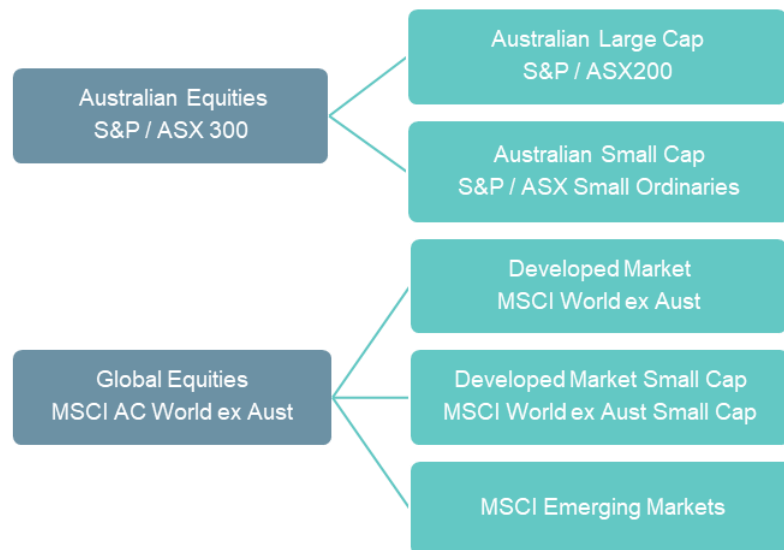 Australian Equities
S&P / ASX 300
Australian Large Cap
S&P / ASX200
Australian Small Cap
S&P / ASX Small Ordinaries
Global Equities
MSCI AC World ex Aust
Developed Market
MSCI World ex Aust
Developed Market Small Cap
MSCI World ex Aust Small Cap
MSCI Emerging Markets